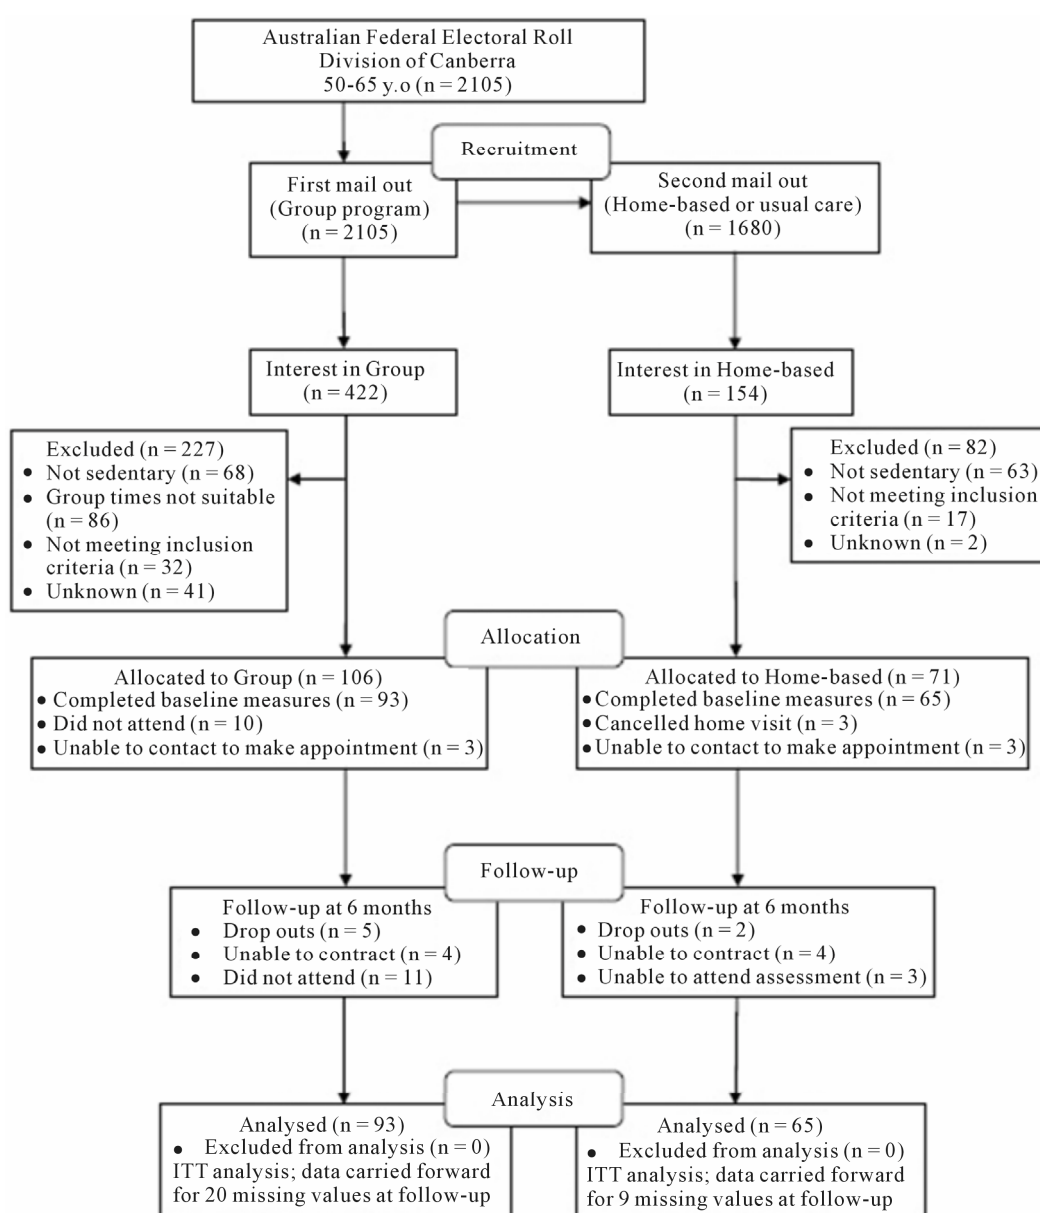 Australian Federal Electoral Roll
Division of Canberra
50-65 y.o (n = 2105)
Recruitment
First mail out
(Group program)
(n = 2105)
Second mail out
(Home-based or usual care)
(n = 1680)
Interest in Group
(n = 422)
Interest in Home-based
(n = 154)
Excluded (n = 227)
• Not sedentary (n = 68)
• Group times not suitable
(n = 86)
• Not meeting inclusion
criteria (n = 32)
• Unknown (n = 41)
Excluded (n = 82)
• Not sedentary (n = 63)
• Not meeting inclusion
criteria (n = 17)
• Unknown (n = 2)
Allocation
Allocated to Group (n = 106)
• Completed baseline measures (n = 93)
• Did not attend (n = 10)
• Unable to contact to make appointment (n = 3)
Allocated to Home-based (n = 71)
• Completed baseline measures (n = 65)
• Cancelled home visit (n = 3)
• Unable to contact to make appointment (n = 3)
Follow-up
Follow-up at 6 months
• Drop outs (n = 5)
• Unable to contract (n = 4)
• Did not attend (n = 11)
Follow-up at 6 months
• Drop outs (n = 2)
• Unable to contract (n = 4)
• Unable to attend assessment (n = 3)
Analysis
Analysed (n = 93)
• Excluded from analysis (n = 0)
ITT analysis; data carried forward
for 20 missing values at follow-up
Analysed (n = 65)
• Excluded from analysis (n = 0)
ITT analysis; data carried forward
for 9 missing values at follow-up